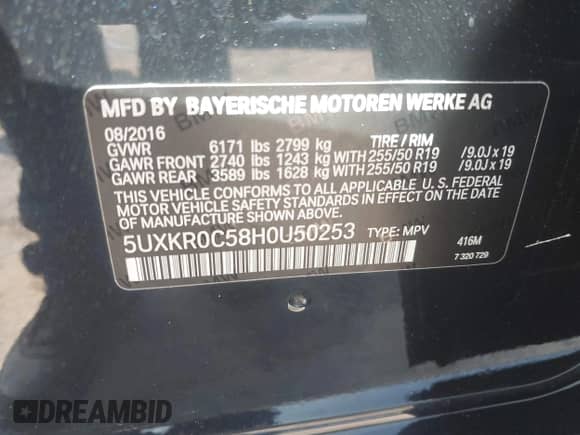 MFD BY BAYERISCHE MOTOREN WERKE AG
08/2016 TIRE / RIM
GVWR 6171 lbs 2799 kg
GAWR FRONT 2740 lbs 1243 kg WITH 255/50 R19 /9.0J x 19
GAWR REAR 3589 lbs 1628 kg WITH 255/50 R19 /9.0J x 19
THIS VEHICLE CONFORMS TO ALL APPLICABLE U.S. FEDERAL
MOTOR VEHICLE SAFETY STANDARDS IN EFFECT ON THE DATE
OF MANUFACTURE SHOWN ABOVE.
5UXKR0C58H0U50253 TYPE: MPV 416M
7 320 729
DREAMBID